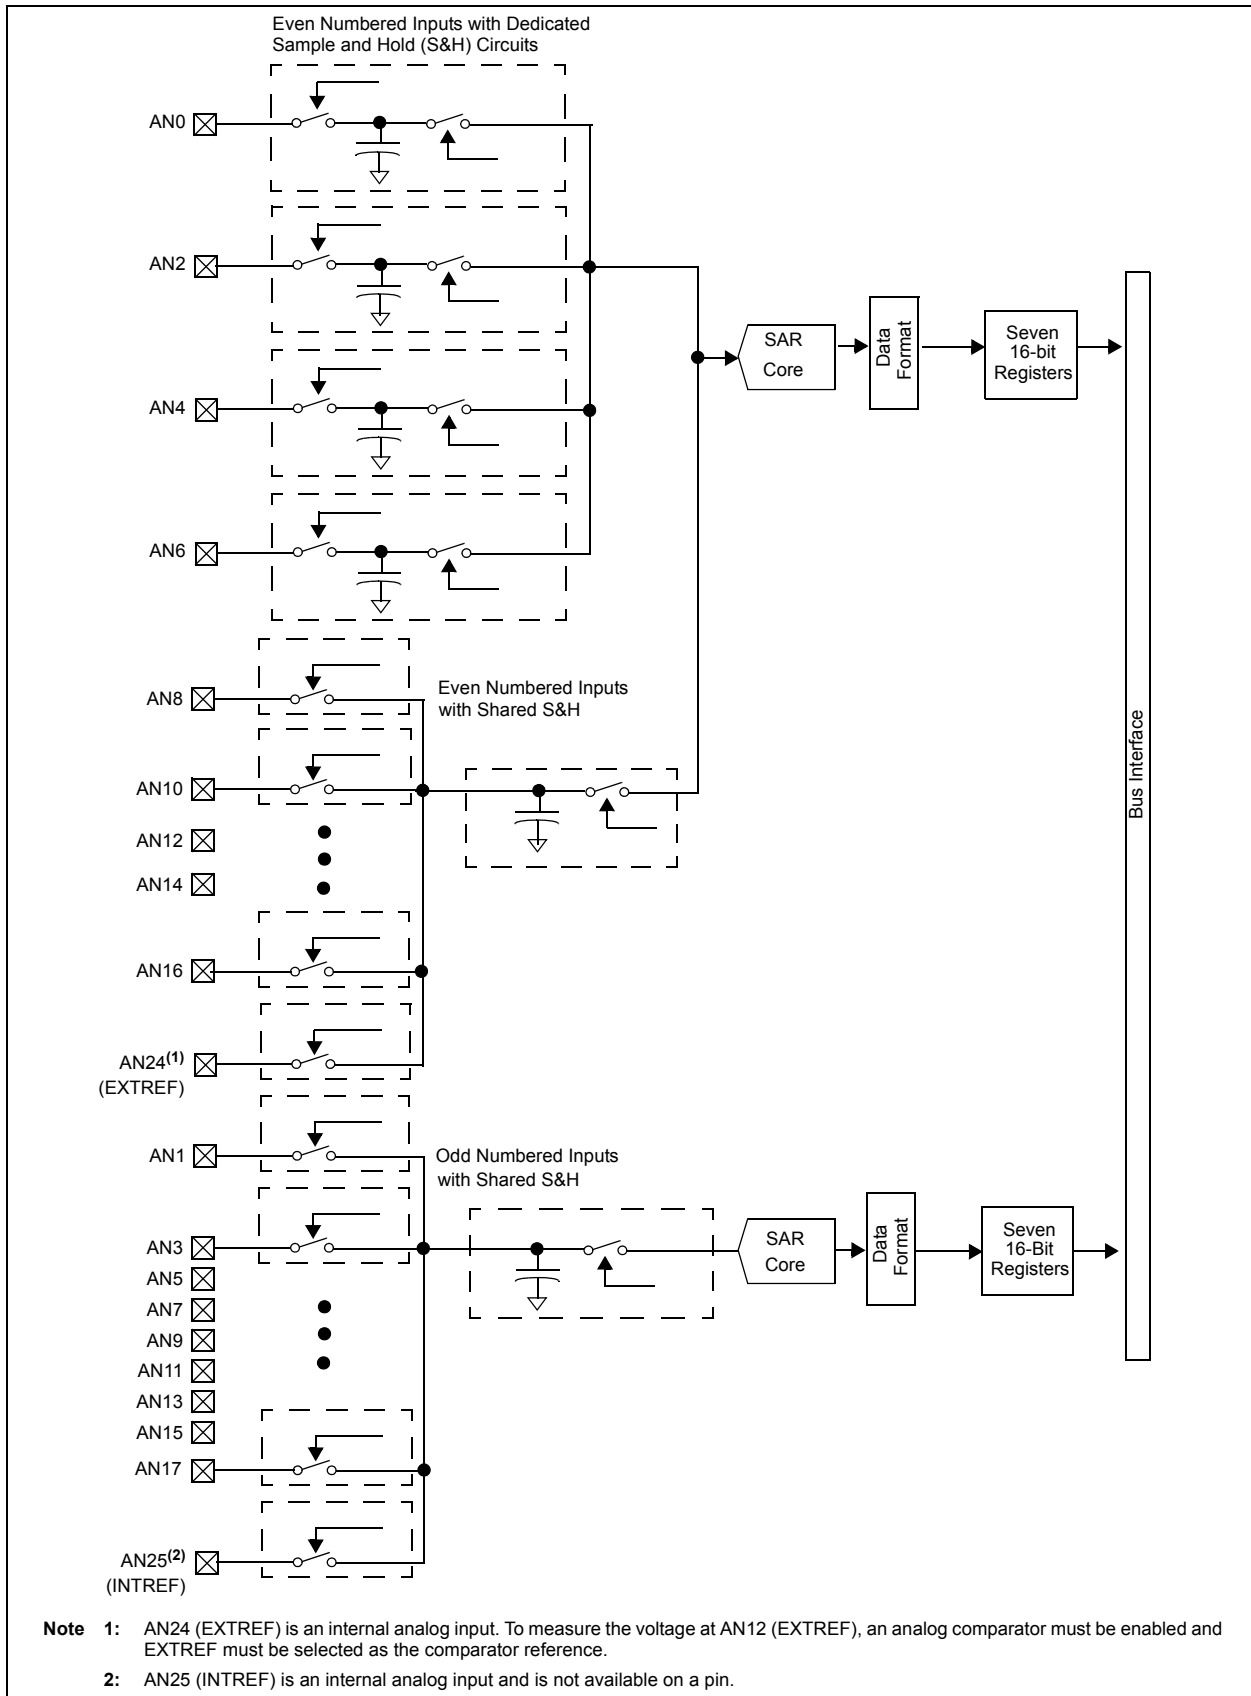 Even Numbered Inputs with Dedicated
Sample and Hold (S&H) Circuits
AN0
AN2
AN4
AN6
SAR
Core
Data
Format
Seven
16-bit
Registers
Bus Interface
AN8
Even Numbered Inputs
with Shared S&H
AN10
AN12
AN14
AN16
AN24(1)
(EXTREF)
AN1
Odd Numbered Inputs
with Shared S&H
AN3
SAR
Core
Data
Format
Seven
16-Bit
Registers
AN5
AN7
AN9
AN11
AN13
AN15
AN17
AN25(2)
(INTREF)
Note 1: AN24 (EXTREF) is an internal analog input. To measure the voltage at AN12 (EXTREF), an analog comparator must be enabled and
EXTREF must be selected as the comparator reference.
2: AN25 (INTREF) is an internal analog input and is not available on a pin.